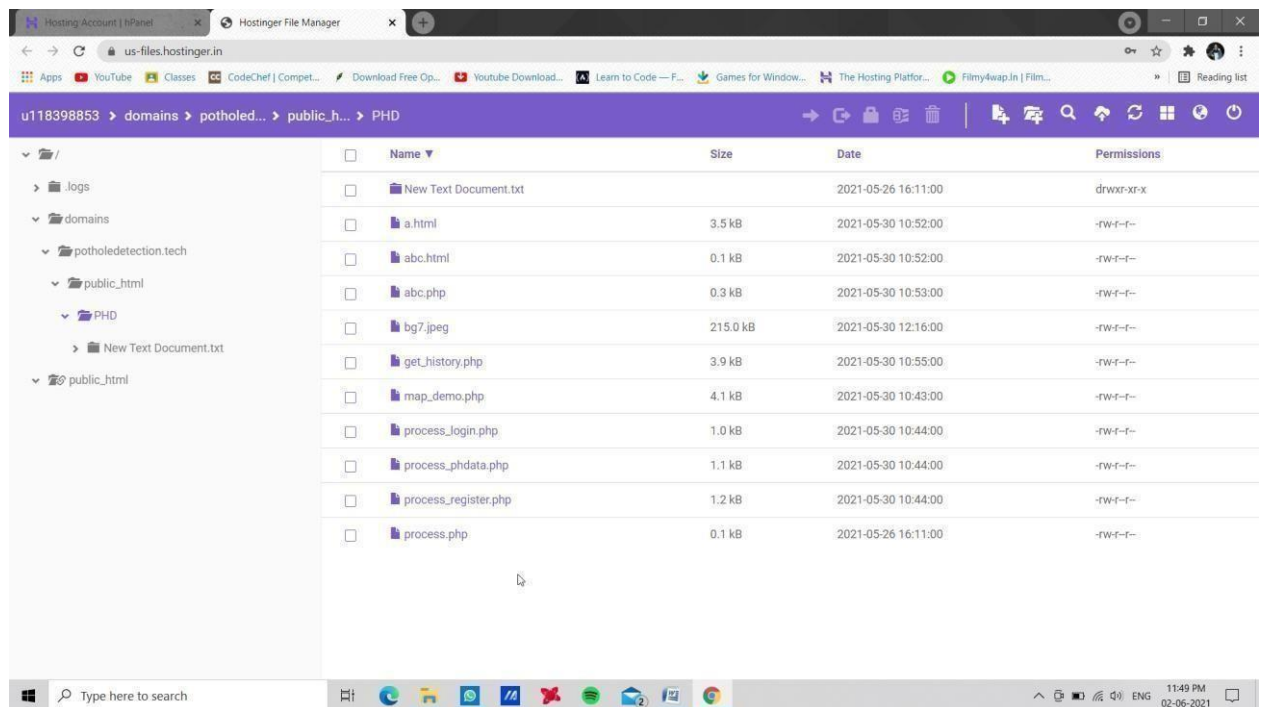 Hosting Account | hPanel
Hostinger File Manager
us-files.hostinger.in
Apps YouTube Classes CodeChef | Compet... Download Free Op... Youtube Download... Learn to Code — F... Games for Window... The Hosting Platfor... Filmy4wap.In | Film... » Reading list
u118398853 > domains > potholed... > public_h... > PHD
/
.logs
domains
potholedetection.tech
public_html
PHD
New Text Document.txt
public_html
Name ▼ Size Date Permissions
New Text Document.txt 2021-05-26 16:11:00 drwxr-xr-x
a.html 3.5 kB 2021-05-30 10:52:00 -rw-r--r--
abc.html 0.1 kB 2021-05-30 10:52:00 -rw-r--r--
abc.php 0.3 kB 2021-05-30 10:53:00 -rw-r--r--
bg7.jpeg 215.0 kB 2021-05-30 12:16:00 -rw-r--r--
get_history.php 3.9 kB 2021-05-30 10:55:00 -rw-r--r--
map_demo.php 4.1 kB 2021-05-30 10:43:00 -rw-r--r--
process_login.php 1.0 kB 2021-05-30 10:44:00 -rw-r--r--
process_phdata.php 1.1 kB 2021-05-30 10:44:00 -rw-r--r--
process_register.php 1.2 kB 2021-05-30 10:44:00 -rw-r--r--
process.php 0.1 kB 2021-05-26 16:11:00 -rw-r--r--
Type here to search
ENG
11:49 PM
02-06-2021